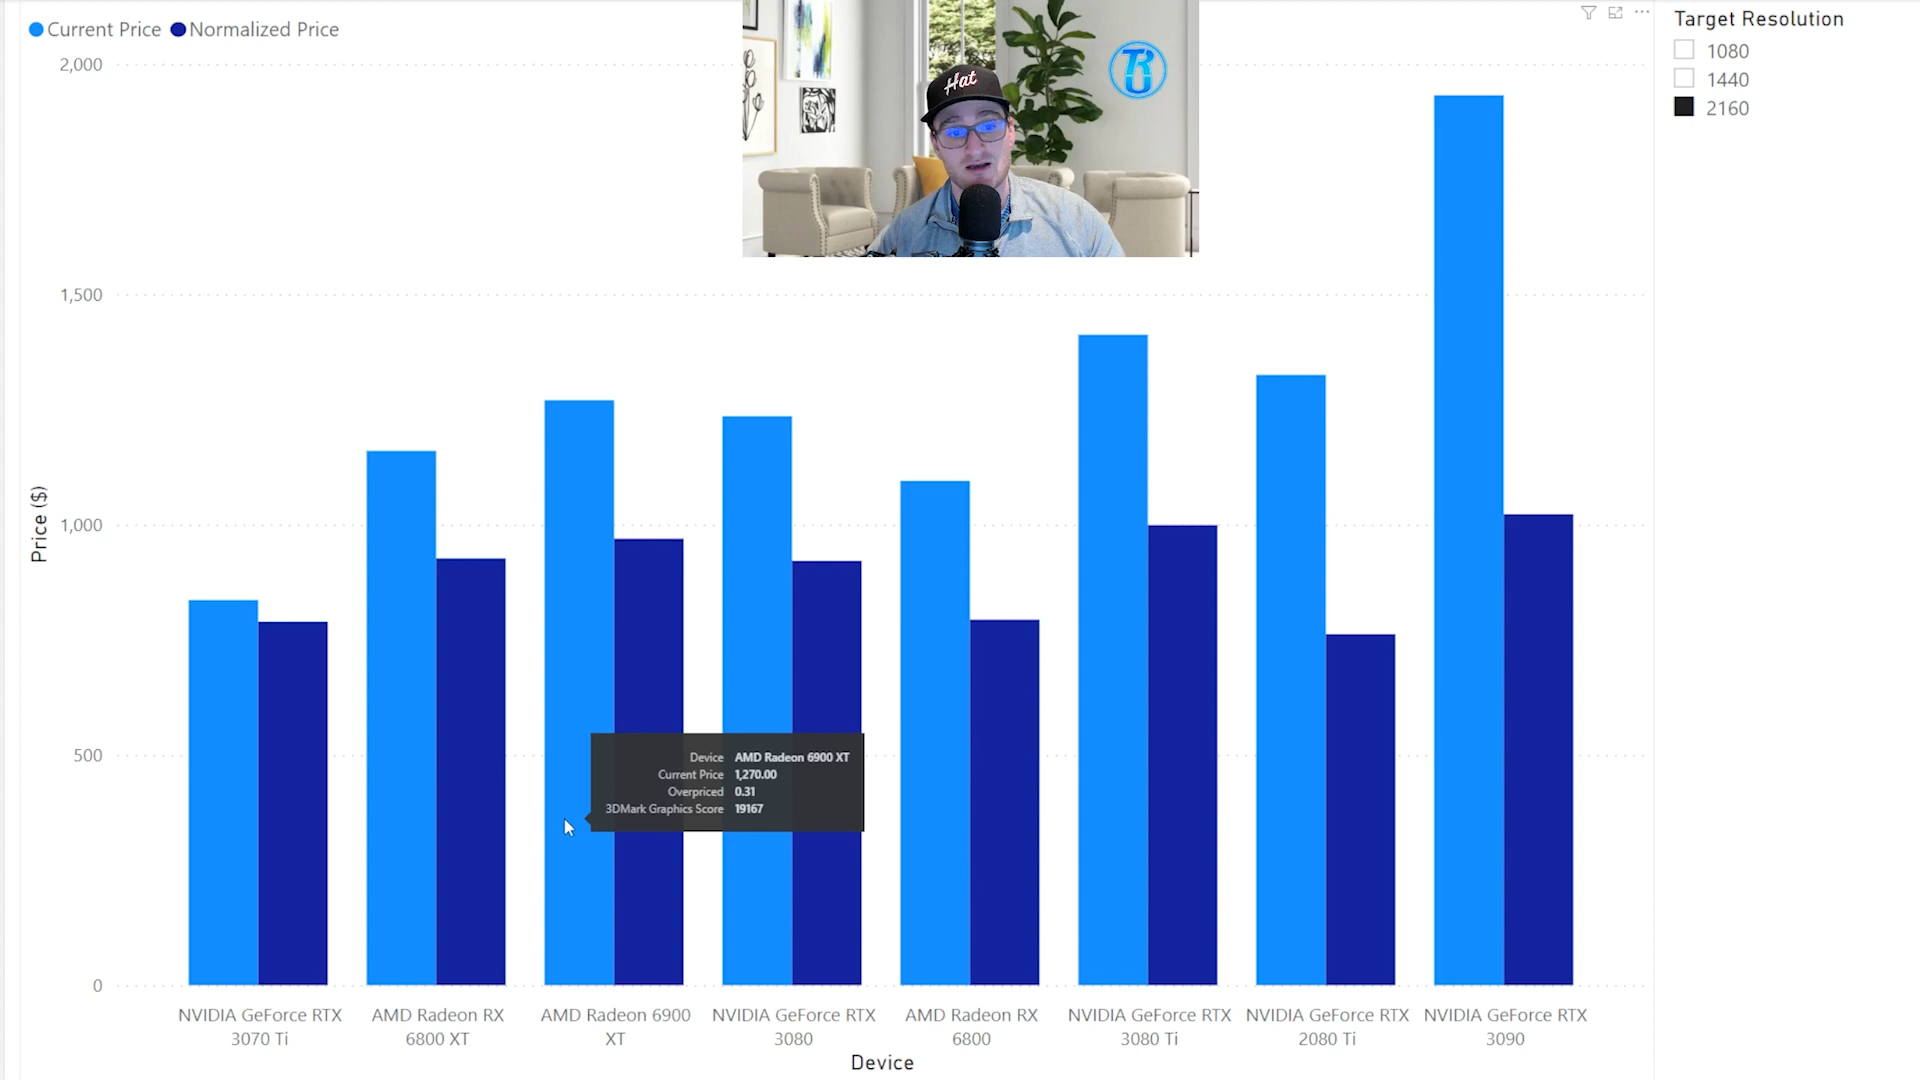 Current Price
Normalized Price
2,000
1,500
1,000
500
0
Price ($)
Hat
TRU
Target Resolution
1080
1440
2160
Device AMD Radeon 6900 XT
Current Price 1,270.00
Overpriced 0.31
3DMark Graphics Score 19167
NVIDIA GeForce RTX
3070 Ti
AMD Radeon RX
6800 XT
AMD Radeon 6900
XT
NVIDIA GeForce RTX
3080
AMD Radeon RX
6800
NVIDIA GeForce RTX
3080 Ti
NVIDIA GeForce RTX
2080 Ti
NVIDIA GeForce RTX
3090
Device